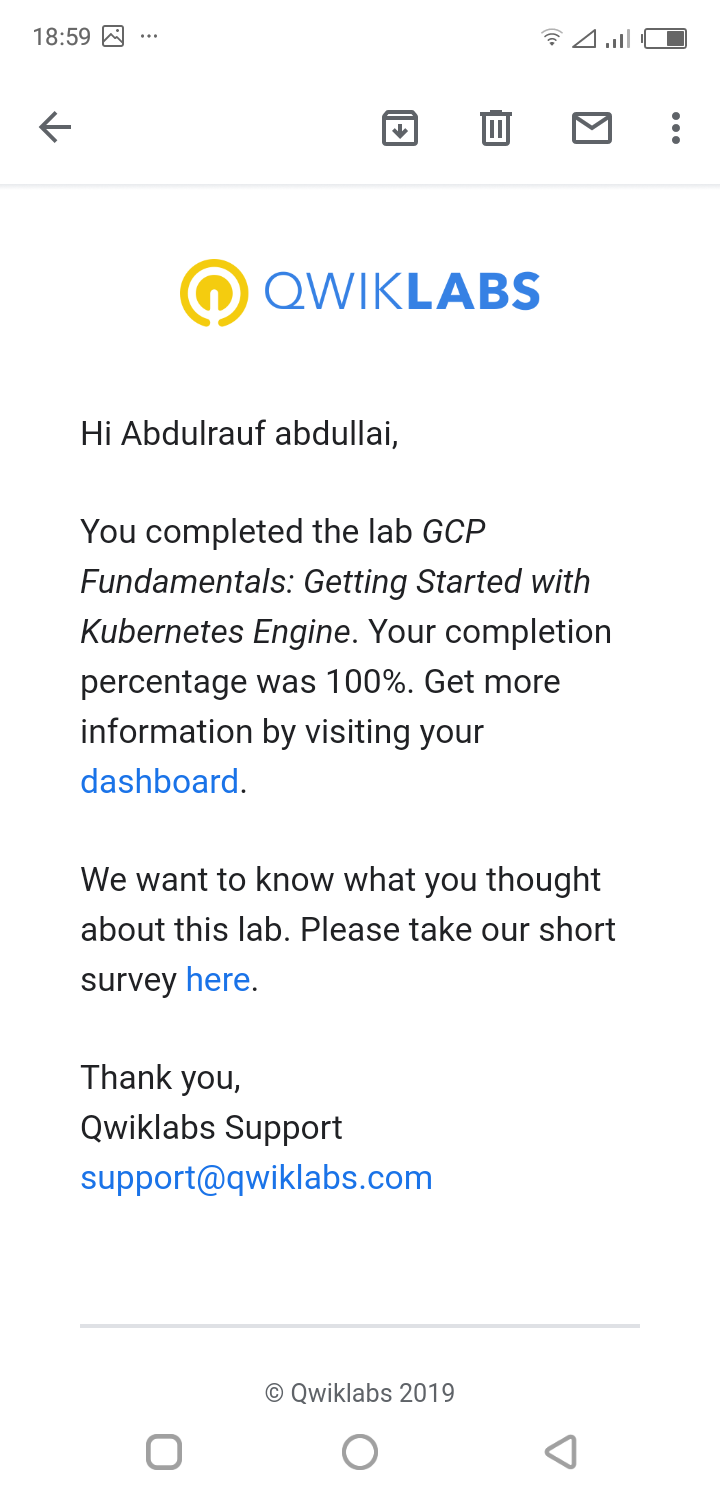 18:59
QWIKLABS
Hi Abdulrauf abdullai,
You completed the lab GCP
Fundamentals: Getting Started with
Kubernetes Engine. Your completion
percentage was 100%. Get more
information by visiting your
dashboard.
We want to know what you thought
about this lab. Please take our short
survey here.
Thank you,
Qwiklabs Support
support@qwiklabs.com
© Qwiklabs 2019